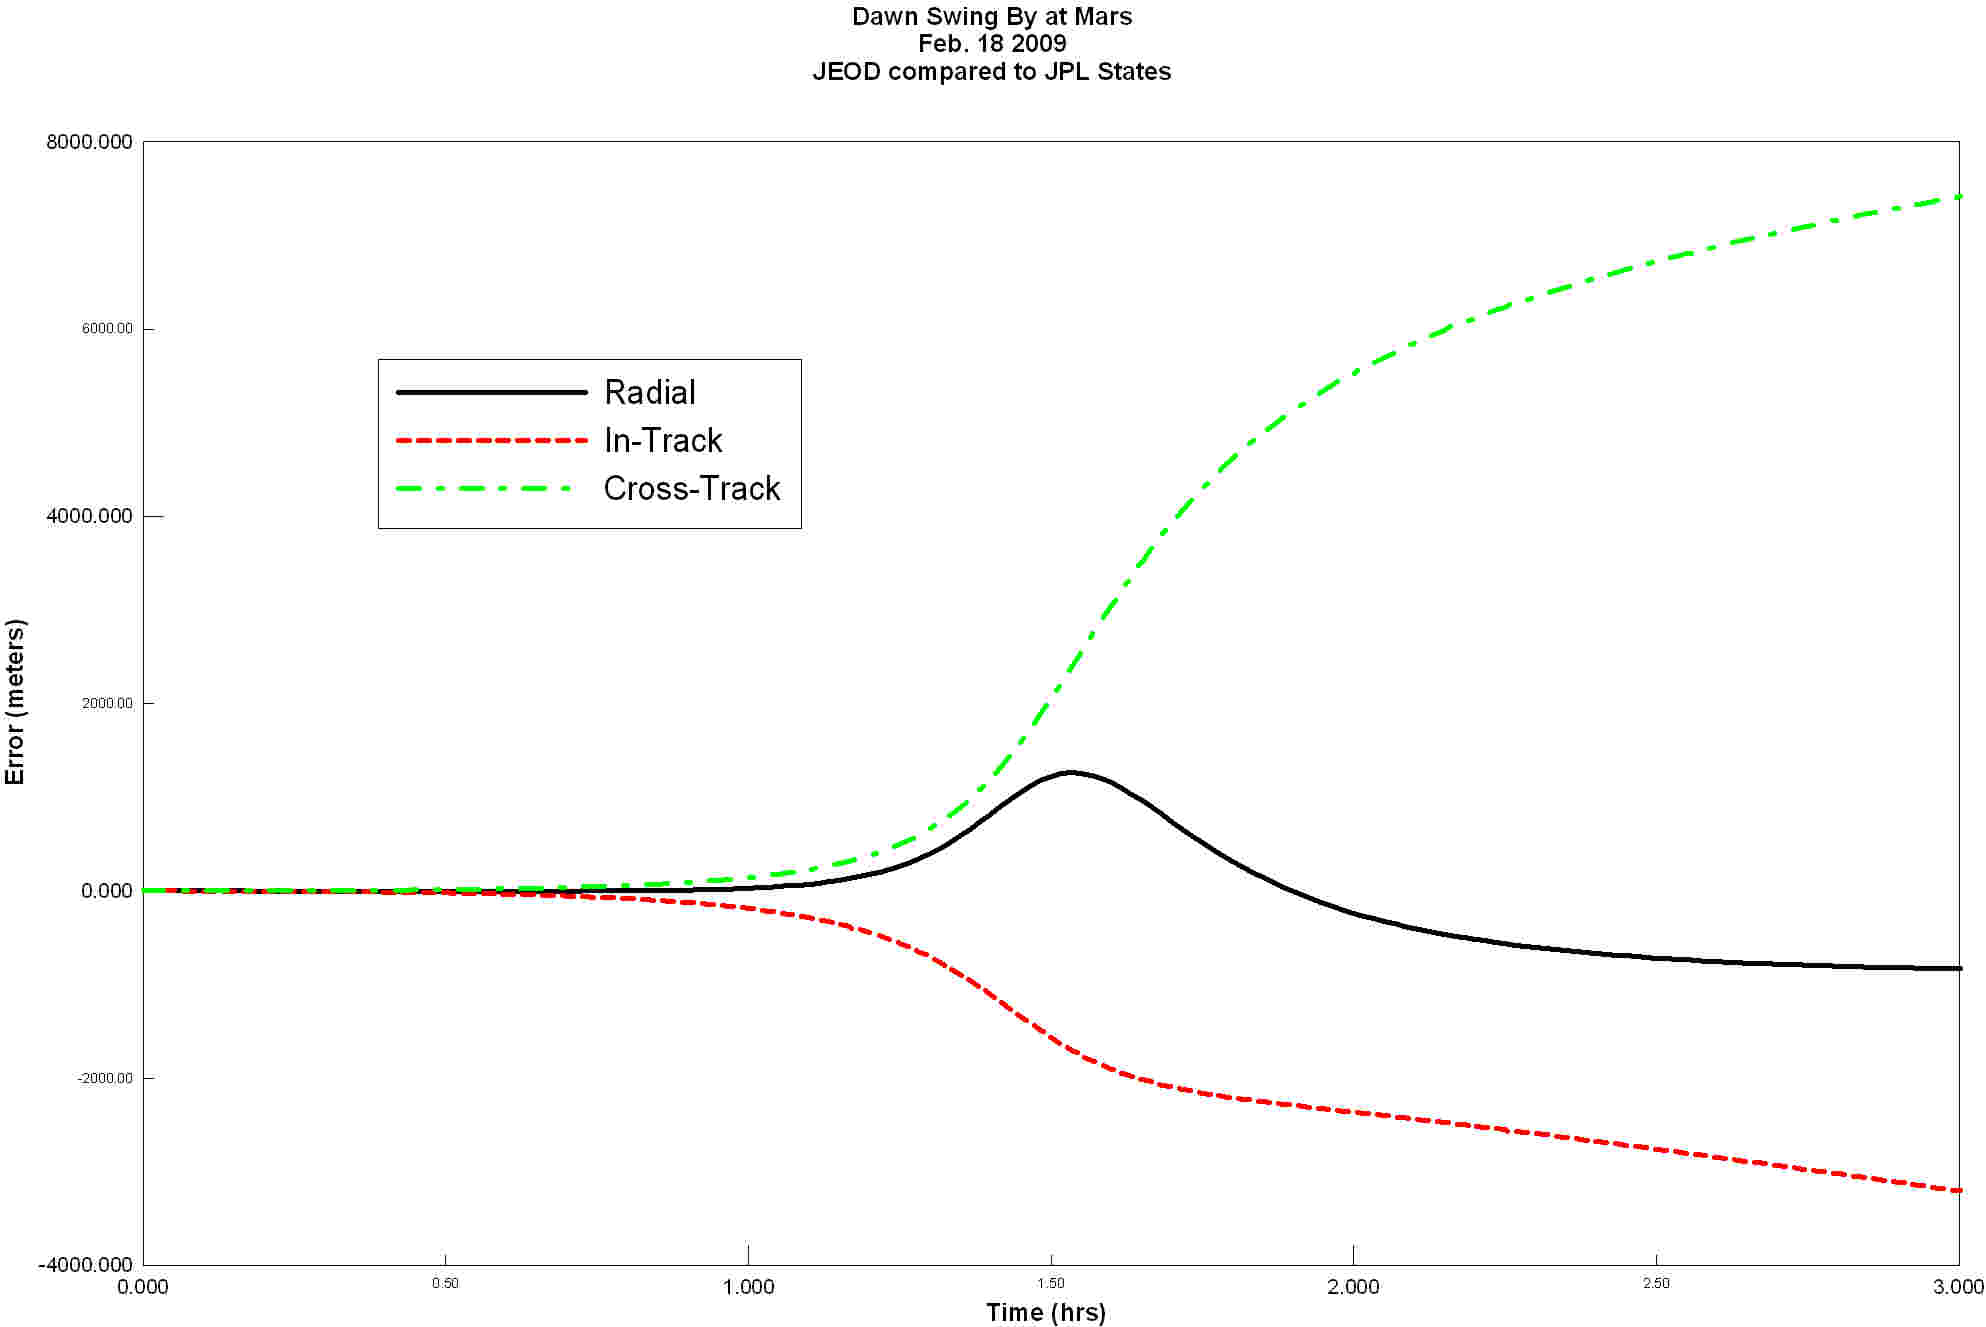 Dawn Swing By at Mars
Feb. 18 2009
JEOD compared to JPL States
8000.000
6000.00
4000.000
2000.00
0.000
-2000.00
-4000.000
Error (meters)
Radial
In-Track
Cross-Track
0.000 0.50 1.000 1.50 2.000 2.50 3.000
Time (hrs)